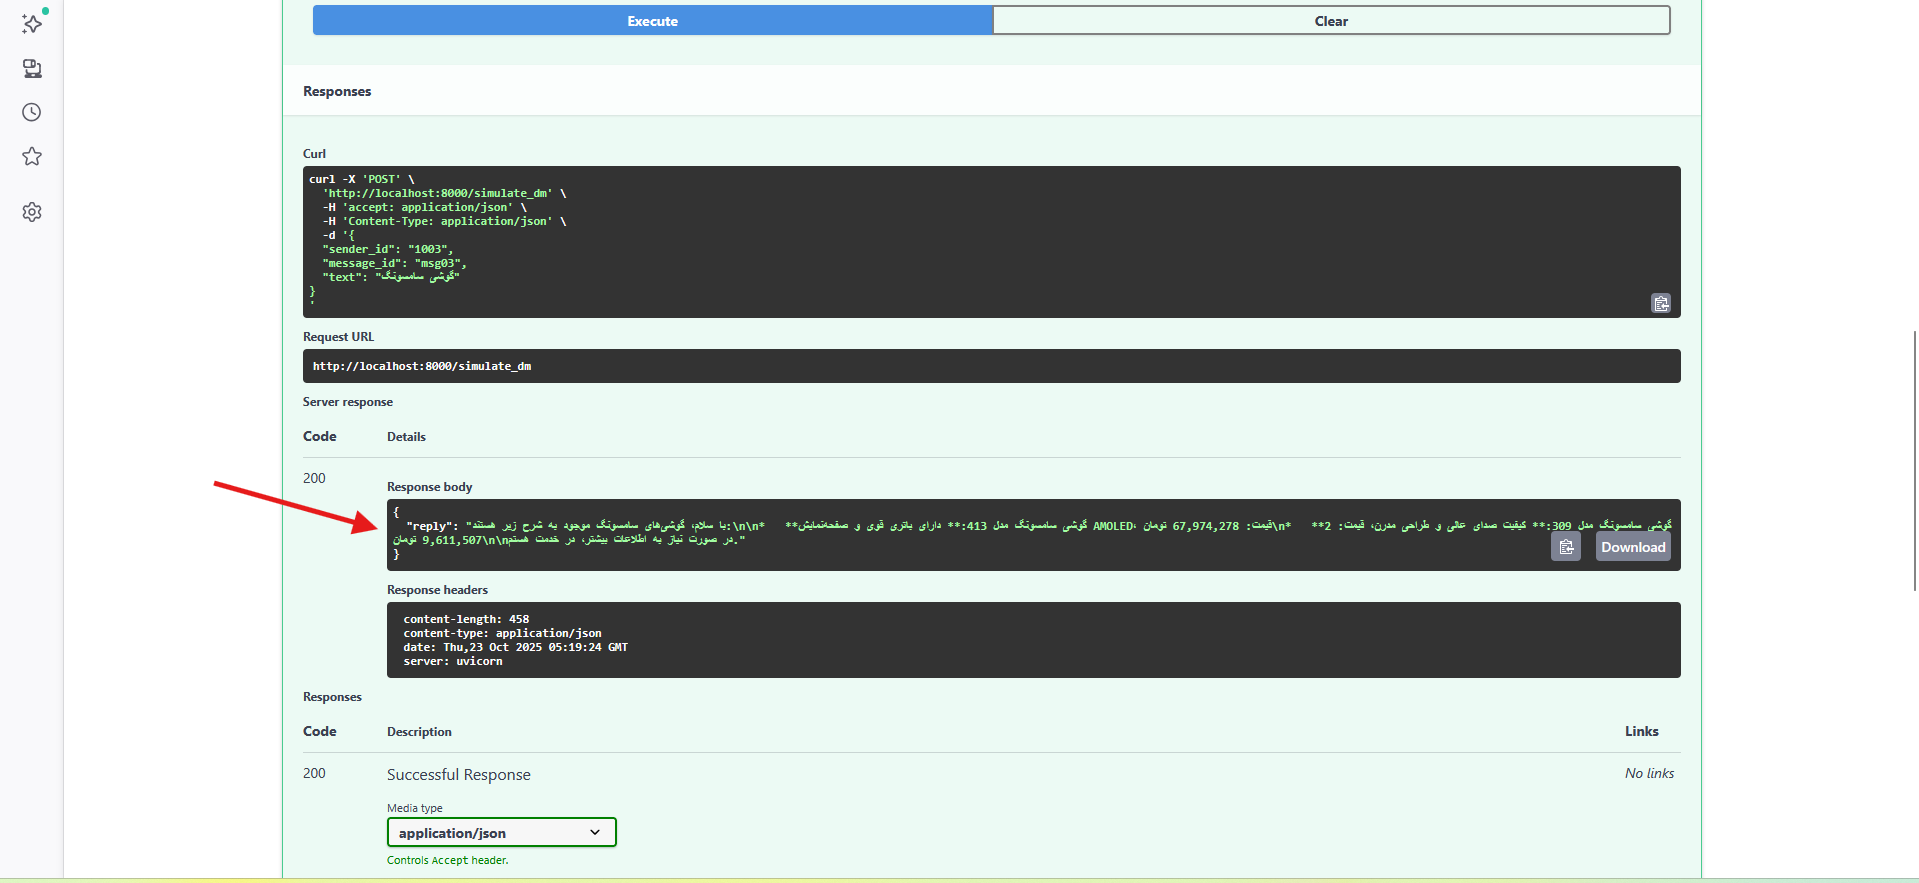 Execute
Clear
Responses
Curl
curl -X 'POST' \
'http://localhost:8000/simulate_dm' \
-H 'accept: application/json' \
-H 'Content-Type: application/json' \
-d '{
"sender_id": "1003",
"message_id": "msg03",
"text": "گوشی سامسونگ"
}
'
Request URL
http://localhost:8000/simulate_dm
Server response
Code
Details
200
Response body
{
"reply": "با سلام، گوشی‌های سامسونگ موجود به شرح زیر هستند:\n\n*   **گوشی سامسونگ مدل 413:** دارای باتری قوی و صفحه‌نمایش AMOLED، قیمت: 67,974,278 تومان\n*   **گوشی سامسونگ مدل 309:** کیفیت صدای عالی و طراحی مدرن، قیمت: 2
9,611,507 تومان\n\nدر صورت نیاز به اطلاعات بیشتر، در خدمت هستم."
}
Download
Response headers
content-length: 458
content-type: application/json
date: Thu,23 Oct 2025 05:19:24 GMT
server: uvicorn
Responses
Code
Description
Links
200
Successful Response
No links
Media type
application/json
Controls Accept header.